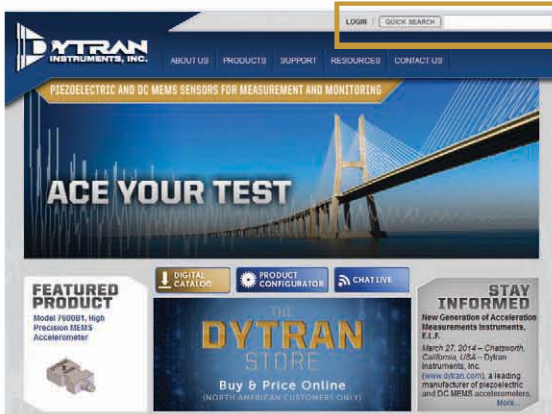 LOGIN | QUICK SEARCH
DYTRAN
INSTRUMENTS, INC.
ABOUT US PRODUCTS SUPPORT RESOURCES CONTACT US
PIEZOELECTRIC AND DC MEMS SENSORS FOR MEASUREMENT AND MONITORING
ACE YOUR TEST
DIGITAL
CATALOG
PRODUCT
CONFIGURATOR
CHAT LIVE
FEATURED
PRODUCT
Model 7600B1, High
Precision MEMS
Accelerometer
THE
DYTRAN
STORE
Buy & Price Online
(NORTH AMERICAN CUSTOMERS ONLY)
STAY
INFORMED
New Generation of Acceleration
Measurements Instruments,
E.L.F.
March 27, 2014 – Chatsworth,
California, USA – Dytran
Instruments, Inc.
(www.dytran.com), a leading
manufacturer of piezoelectric
and DC MEMS accelerometers,
More...